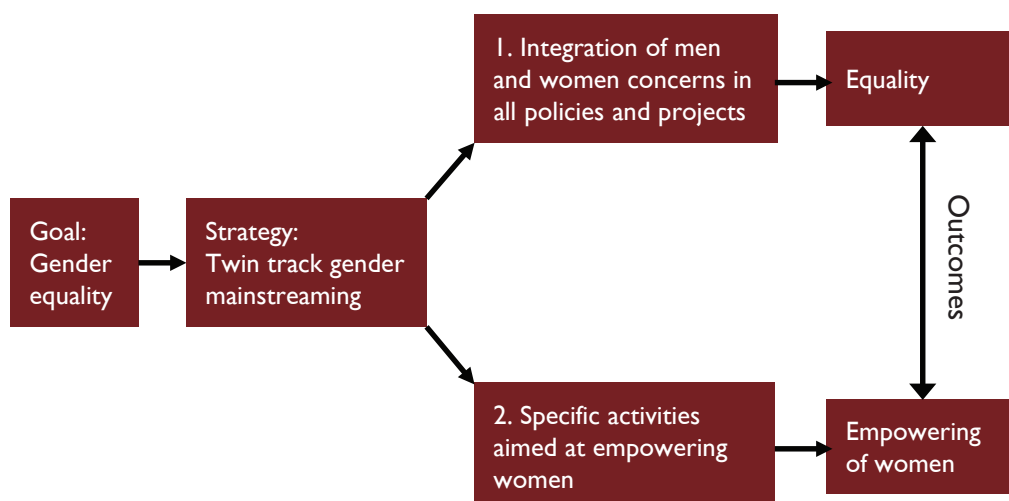 Goal:
Gender
equality
Strategy:
Twin track gender
mainstreaming
1. Integration of men
and women concerns in
all policies and projects
Equality
2. Specific activities
aimed at empowering
women
Empowering
of women
Outcomes